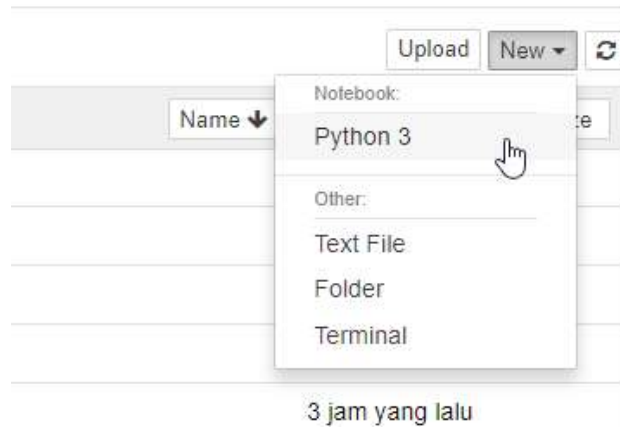 Upload New
Notebook:
Name
Python 3
Other:
Text File
Folder
Terminal
3 jam yang lalu